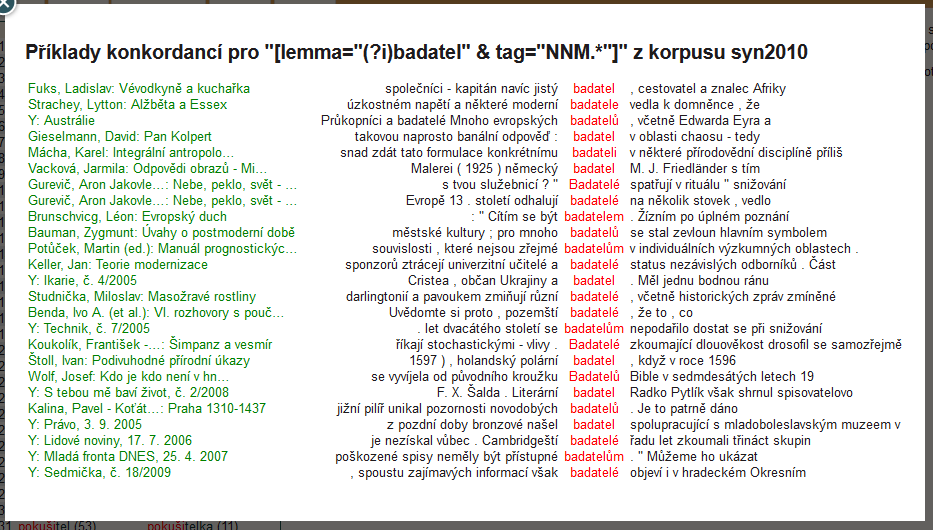 Příklady konkordancí pro "[lemma="(?i)badatel" & tag="NNM.*"]" z korpusu syn2010
Fuks, Ladislav: Vévodkyně a kuchařka společníci - kapitán navíc jistý badatel , cestovatel a znalec Afriky
Strachey, Lytton: Alžběta a Essex úzkostném napětí a některé moderní badatele vedla k domněnce , že
Y: Austrálie Průkopníci a badatelé Mnoho evropských badatelů , včetně Edwarda Eyra a
Gieselmann, David: Pan Kolpert takovou naprosto banální odpověď : badatel v oblasti chaosu - tedy
Mácha, Karel: Integrální antropolo... snad zdát tato formulace konkrétnímu badateli v některé přírodovědní disciplíně příliš
Vacková, Jarmila: Odpovědi obrazů - Mi... Malerei ( 1925 ) německý badatel M. J. Friedländer s tím
Gurevič, Aron Jakovle...: Nebe, peklo, svět - ... s tvou služebnicí ? " Badatelé spatřují v rituálu " snižování
Gurevič, Aron Jakovle...: Nebe, peklo, svět - ... Evropě 13 . století odhalují badatelé na několik stovek , vedlo
Brunschvicg, Léon: Evropský duch : " Cítím se být badatelem . Žízním po úplném poznání
Bauman, Zygmunt: Úvahy o postmoderní době městské kultury ; pro mnoho badatelů se stal zevloun hlavním symbolem
Potůček, Martin (ed.): Manuál prognostickýc... souvislosti , které nejsou zřejmé badatelům v individuálních výzkumných oblastech .
Keller, Jan: Teorie modernizace sponzorů ztrácejí univerzitní učitelé a badatelé status nezávislých odborníků . Část
Y: Ikarie, č. 4/2005 Cristea , občan Ukrajiny a badatel . Měl jednu bodnou ránu
Studnička, Miloslav: Masožravé rostliny darlingtonií a pavoukem zmiňují různí badatelé , včetně historických zpráv zmíněné
Benda, Ivo A. (et al.): VI. rozhovory s pouč... Uvědomte si proto , pozemští badatelé , že to , co
Y: Technik, č. 7/2005 . let dvacátého století se badatelům nepodařilo dostat se při snižování
Koukolík, František -...: Šimpanz a vesmír říkají stochastickými - vlivy . Badatelé zkoumající dlouověkost drosofil se samozřejmě
Štoll, Ivan: Podivuhodné přírodní úkazy 1597 ) , holandský polární badatel , když v roce 1596
Wolf, Josef: Kdo je kdo není v hn... se vyvíjela od původního kroužku Badatelů Bible v sedmdesátých letech 19
Y: S tebou mě baví život, č. 2/2008 F. X. Šalda . Literární badatel Radko Pytlík však shrnul spisovatelovo
Kalina, Pavel - Koťát...: Praha 1310-1437 jižní pilíř unikal pozornosti novodobých badatelů . Je to patrně dáno
Y: Právo, 3. 9. 2005 z pozdní doby bronzové našel badatel spolupracující s mladoboleslavským muzeem v
Y: Lidové noviny, 17. 7. 2006 je nezískal vůbec . Cambridgeští badatelé řadu let zkoumali třináct skupin
Y: Mladá fronta DNES, 25. 4. 2007 poškozené spisy neměly být přístupné badatelům . " Můžeme ho ukázat
Y: Sedmička, č. 18/2009 , spoustu zajímavých informací však badatelé objeví i v hradeckém Okresním
31 pokušitel (53) pokušitelka (11)